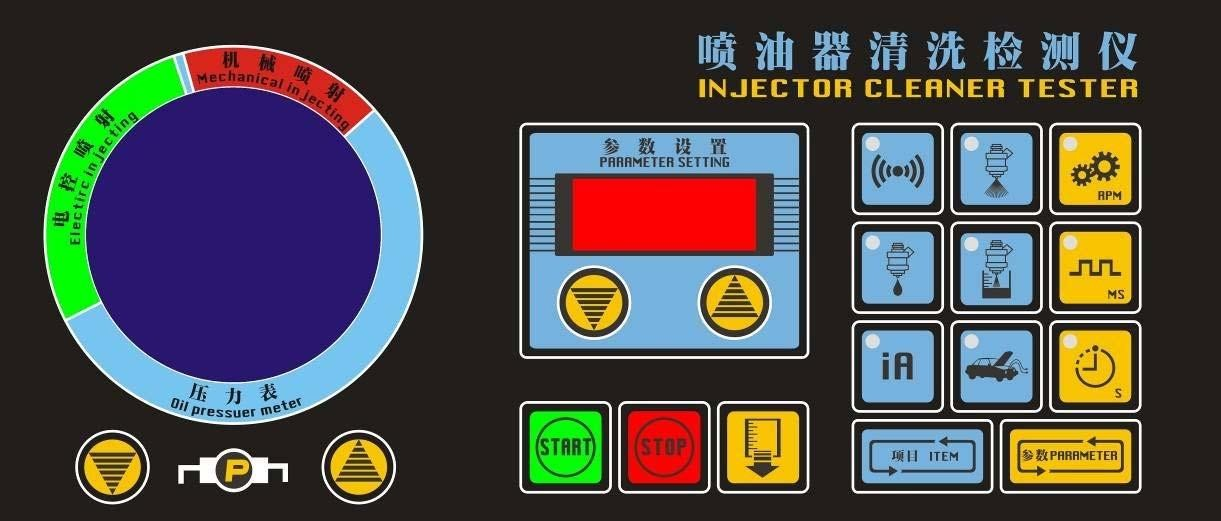 喷油器清洗检测仪
INJECTOR CLEANER TESTER
机械喷射
Mechanical injecting
电控喷射
Electirc injecting
压力表
Oil pressuer meter
P
参数设置
PARAMETER SETTING
START
STOP
RPM
MS
iA
S
项目 ITEM
参数PARAMETER